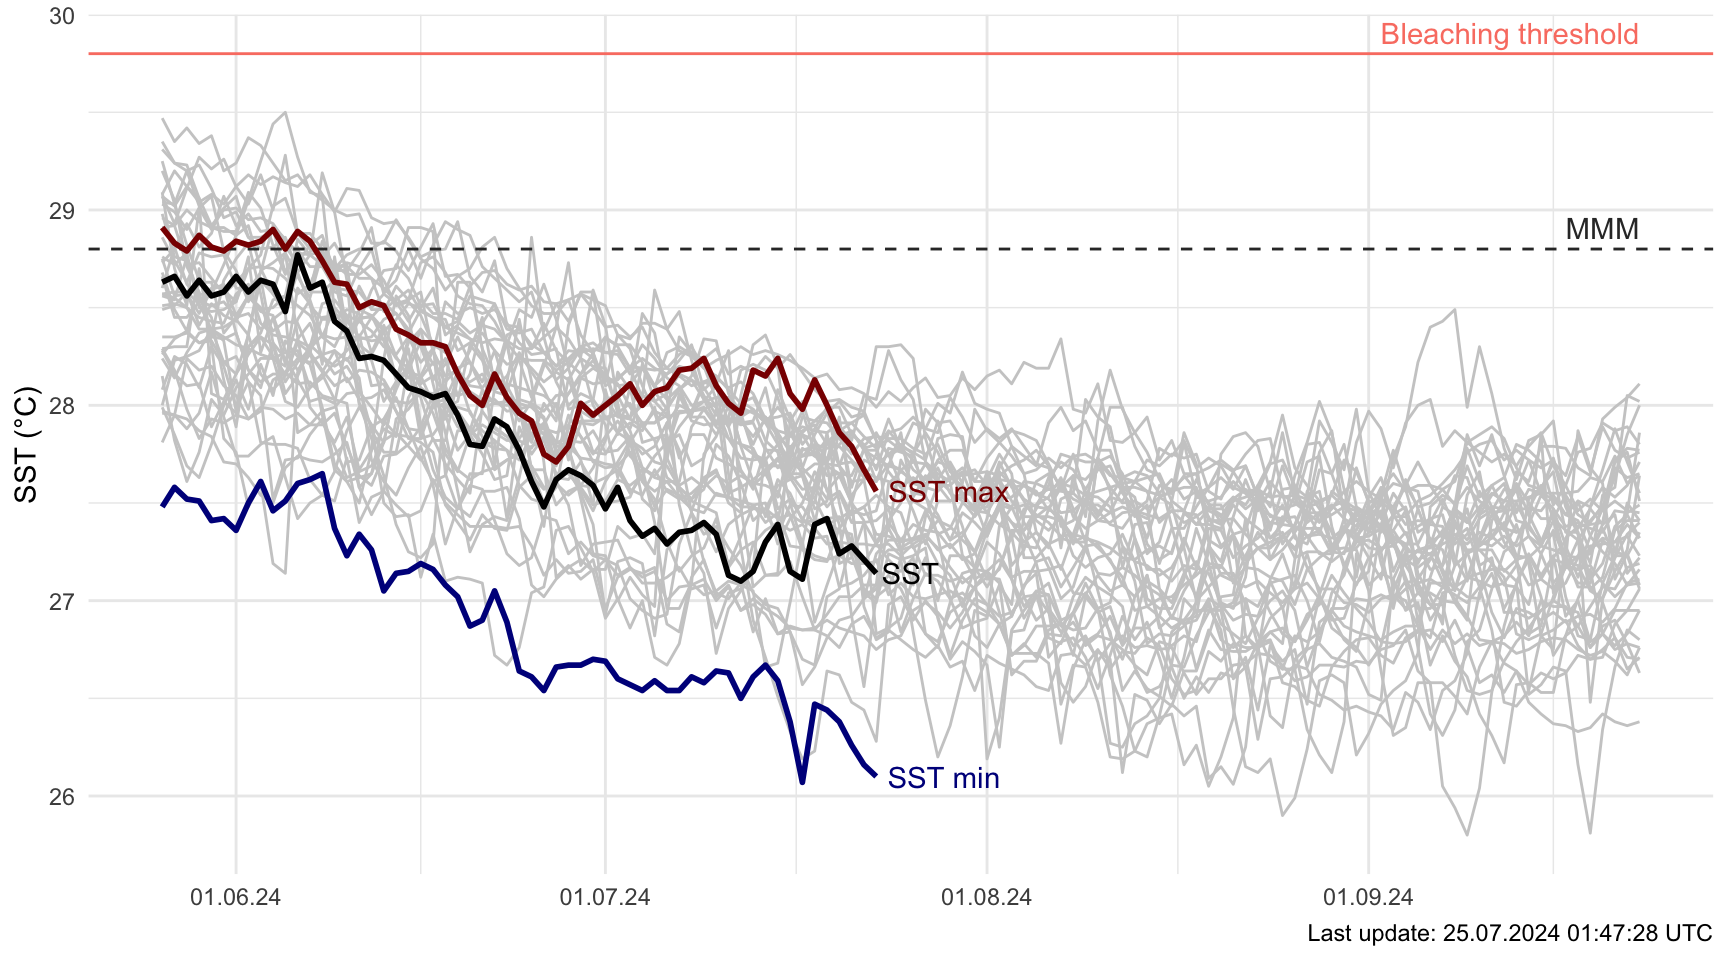 30
Bleaching threshold
29
MMM
28
SST (°C)
SST max
27
SST
26
SST min
01.06.24
01.07.24
01.08.24
01.09.24
Last update: 25.07.2024 01:47:28 UTC